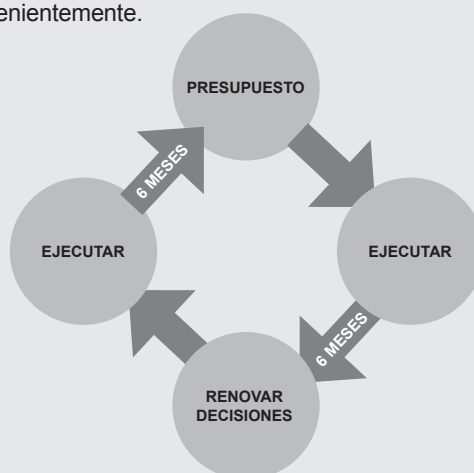 enientemente.
PRESUPUESTO
6 MESES
EJECUTAR
EJECUTAR
6 MESES
RENOVAR
DECISIONES